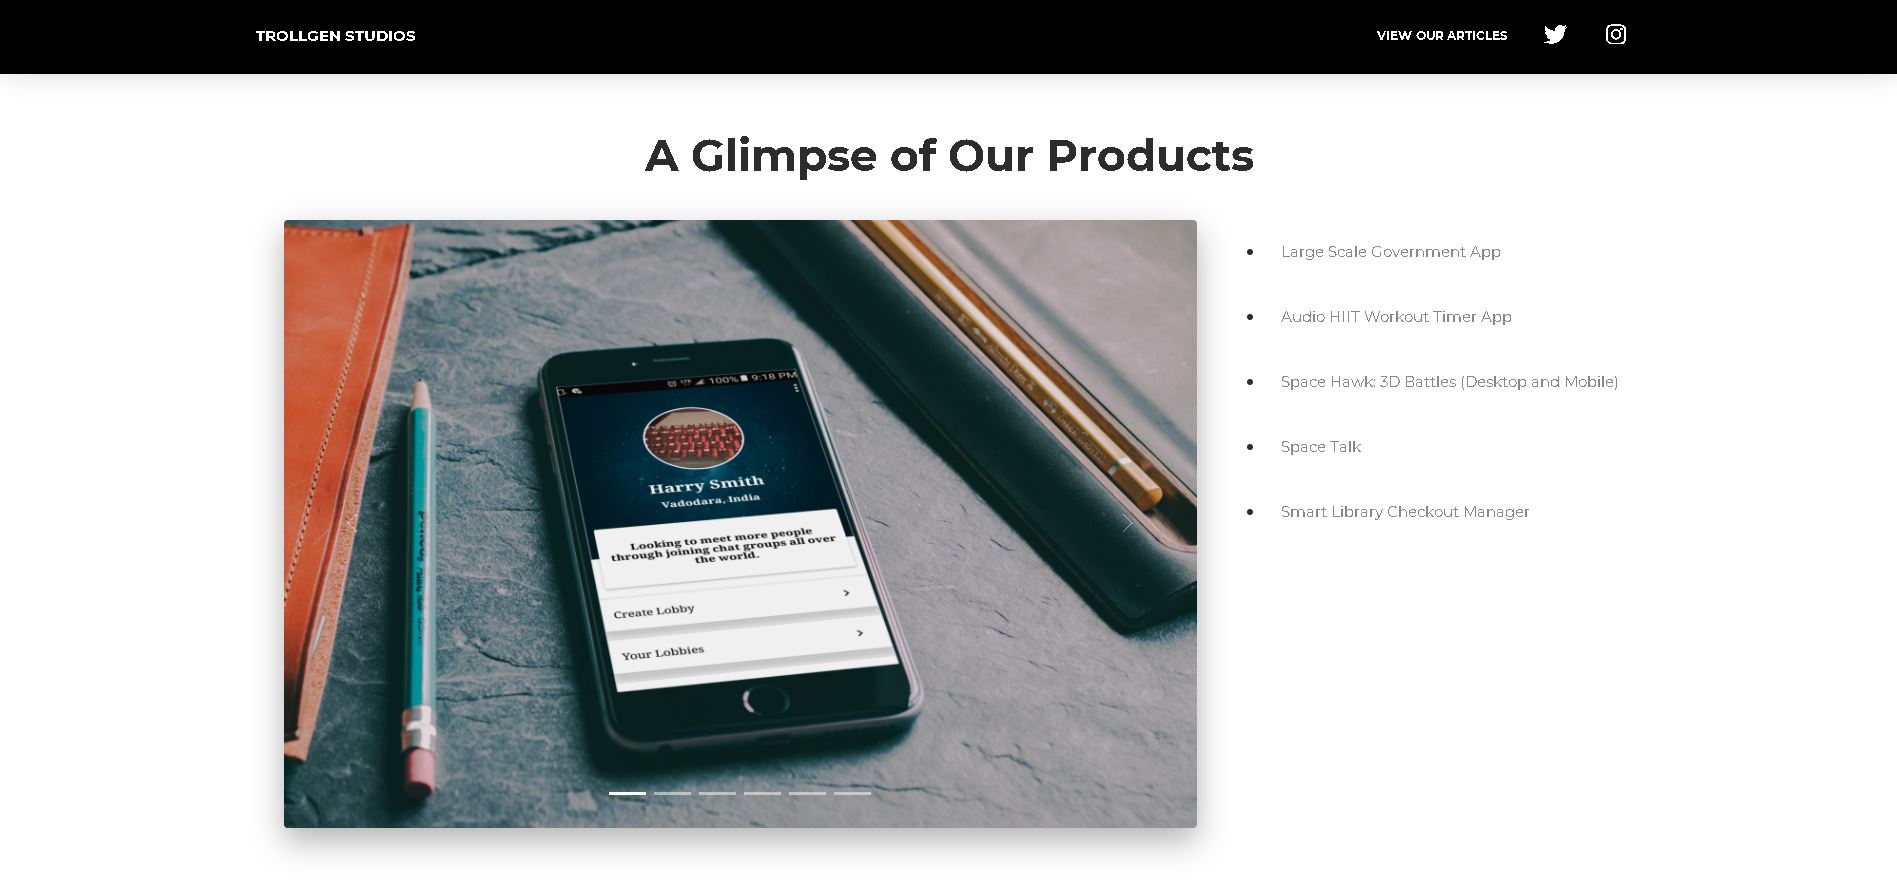 TROLLGEN STUDIOS
VIEW OUR ARTICLES
A Glimpse of Our Products
100% 9:18 PM
Harry Smith
Vadodara, India
Looking to meet more people
through joining chat groups all over
the world.
Create Lobby
Your Lobbies
Large Scale Government App
Audio HIIT Workout Timer App
Space Hawk: 3D Battles (Desktop and Mobile)
Space Talk
Smart Library Checkout Manager